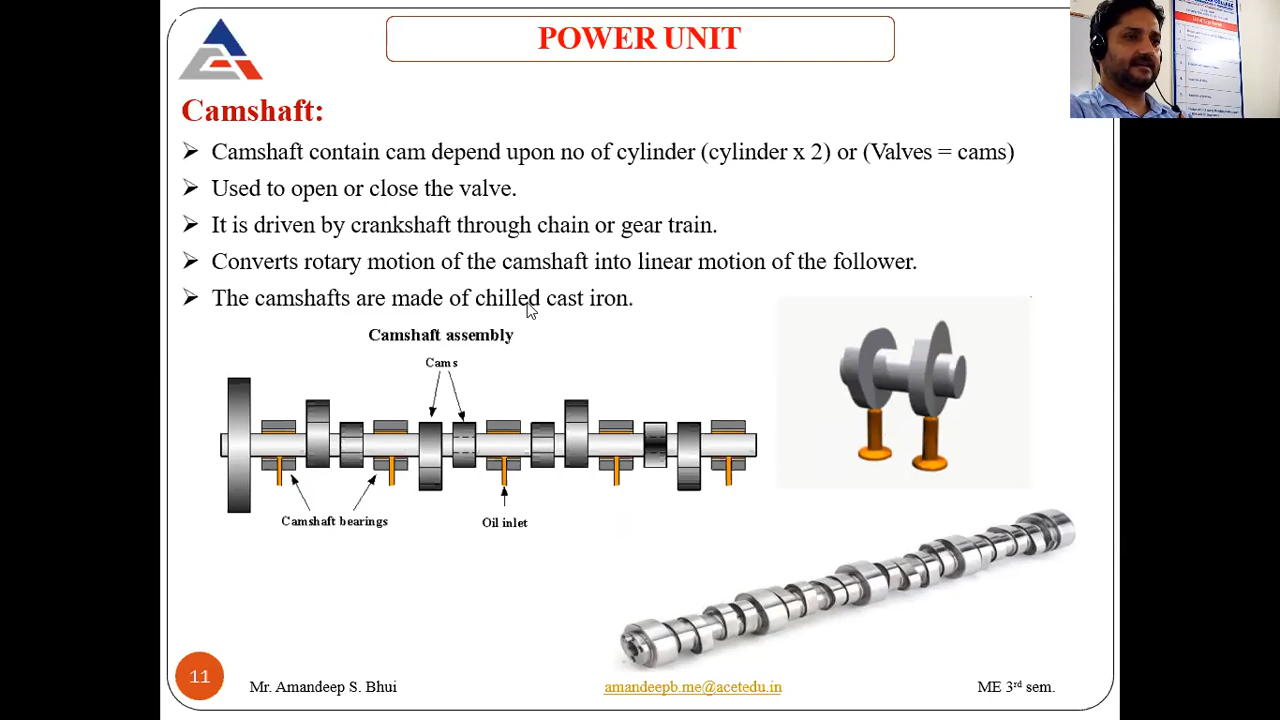 POWER UNIT
Camshaft:
➢ Camshaft contain cam depend upon no of cylinder (cylinder x 2) or (Valves = cams)
➢ Used to open or close the valve.
➢ It is driven by crankshaft through chain or gear train.
➢ Converts rotary motion of the camshaft into linear motion of the follower.
➢ The camshafts are made of chilled cast iron.
Camshaft assembly
Cams
Camshaft bearings
Oil inlet
11
Mr. Amandeep S. Bhui
amandeepb.me@acetedu.in
ME 3rd sem.